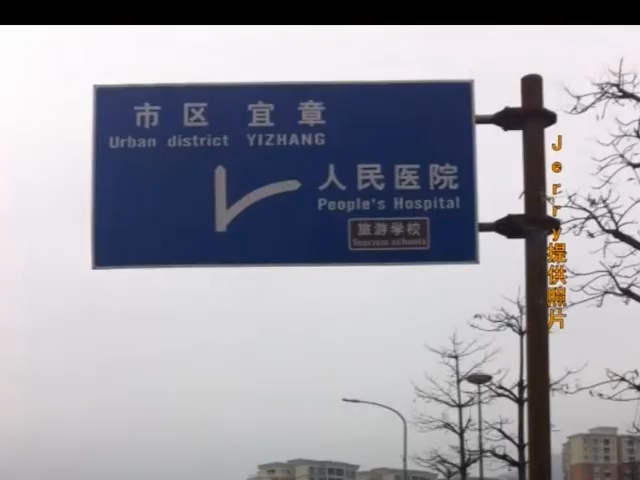 市区 宜章
Urban district YIZHANG
人民医院
People's Hospital
旅游学校
Tourism schools
Jerry提供照片